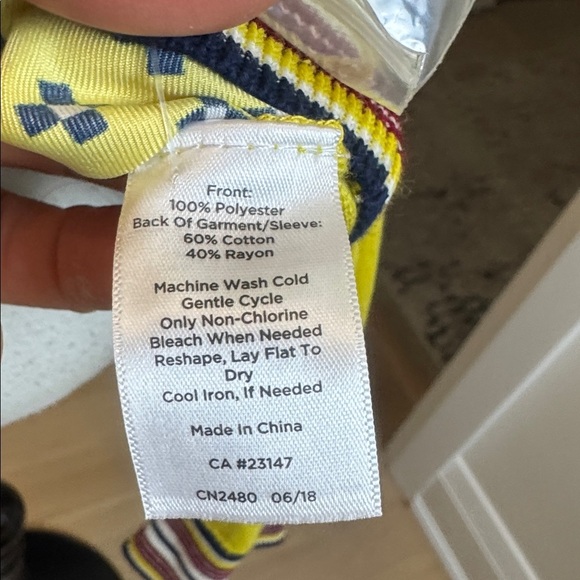 Front:
100% Polyester
Back Of Garment/Sleeve:
60% Cotton
40% Rayon
Machine Wash Cold
Gentle Cycle
Only Non-Chlorine
Bleach When Needed
Reshape, Lay Flat To
Dry
Cool Iron, If Needed
Made In China
CA #23147
CN2480 06/18